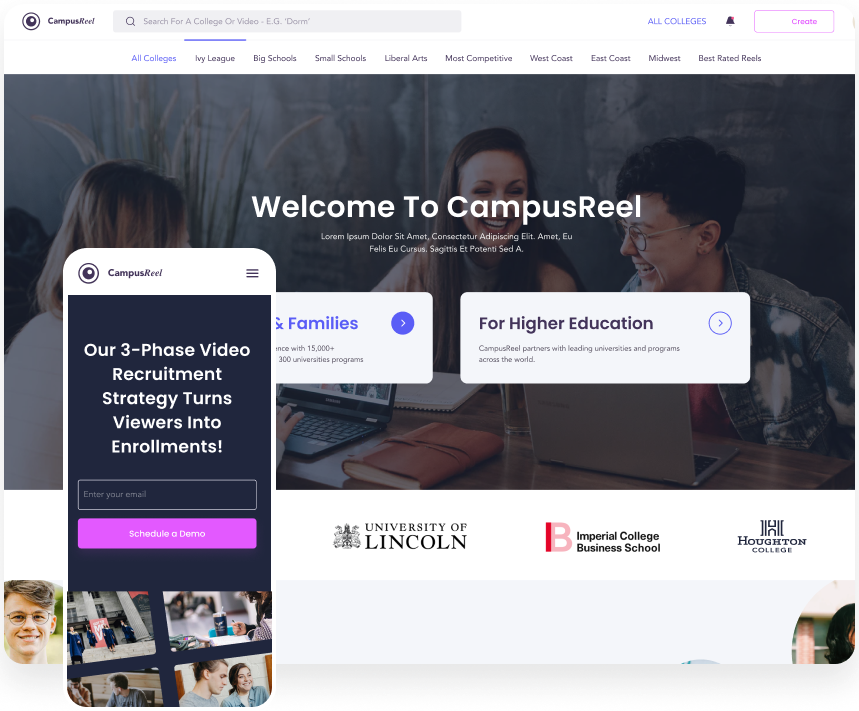 CampusReel
Search For A College Or Video - E.G. 'Dorm'
ALL COLLEGES
Create
All Colleges
Ivy League
Big Schools
Small Schools
Liberal Arts
Most Competitive
West Coast
East Coast
Midwest
Best Rated Reels
Welcome To CampusReel
Lorem Ipsum Dolor Sit Amet, Consectetur Adipiscing Elit. Amet, Eu
Felis Eu Cursus. Sagittis Et Potenti Sed A.
& Families
ence with 15,000+
300 universities programs
For Higher Education
CampusReel partners with leading universities and programs
across the world.
CampusReel
Our 3-Phase Video
Recruitment
Strategy Turns
Viewers Into
Enrollments!
Enter your email
Schedule a Demo
UNIVERSITY OF
LINCOLN
Imperial College
Business School
HOUGHTON
COLLEGE